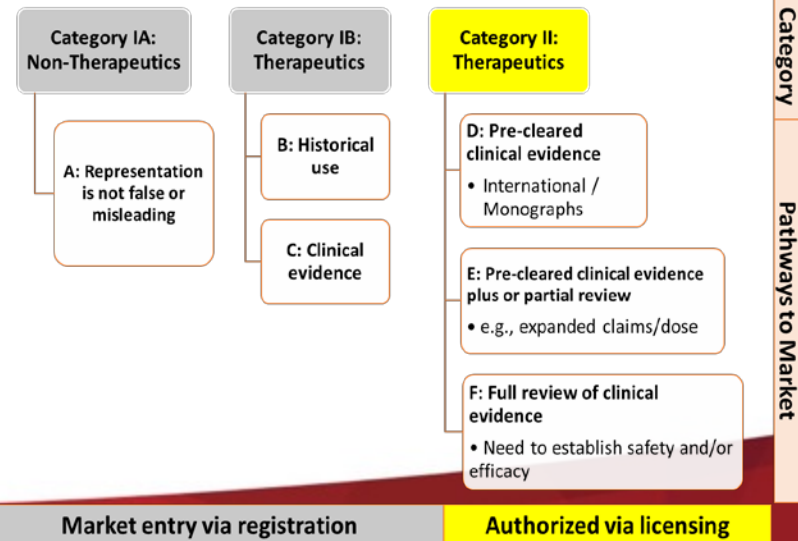 Category IA:
Non-Therapeutics
Category IB:
Therapeutics
Category II:
Therapeutics
Category
A: Representation
is not false or
misleading
B: Historical
use
C: Clinical
evidence
D: Pre-cleared
clinical evidence
• International /
Monographs
E: Pre-cleared clinical evidence
plus or partial review
• e.g., expanded claims/dose
F: Full review of clinical
evidence
• Need to establish safety and/or
efficacy
Pathways to Market
Market entry via registration
Authorized via licensing